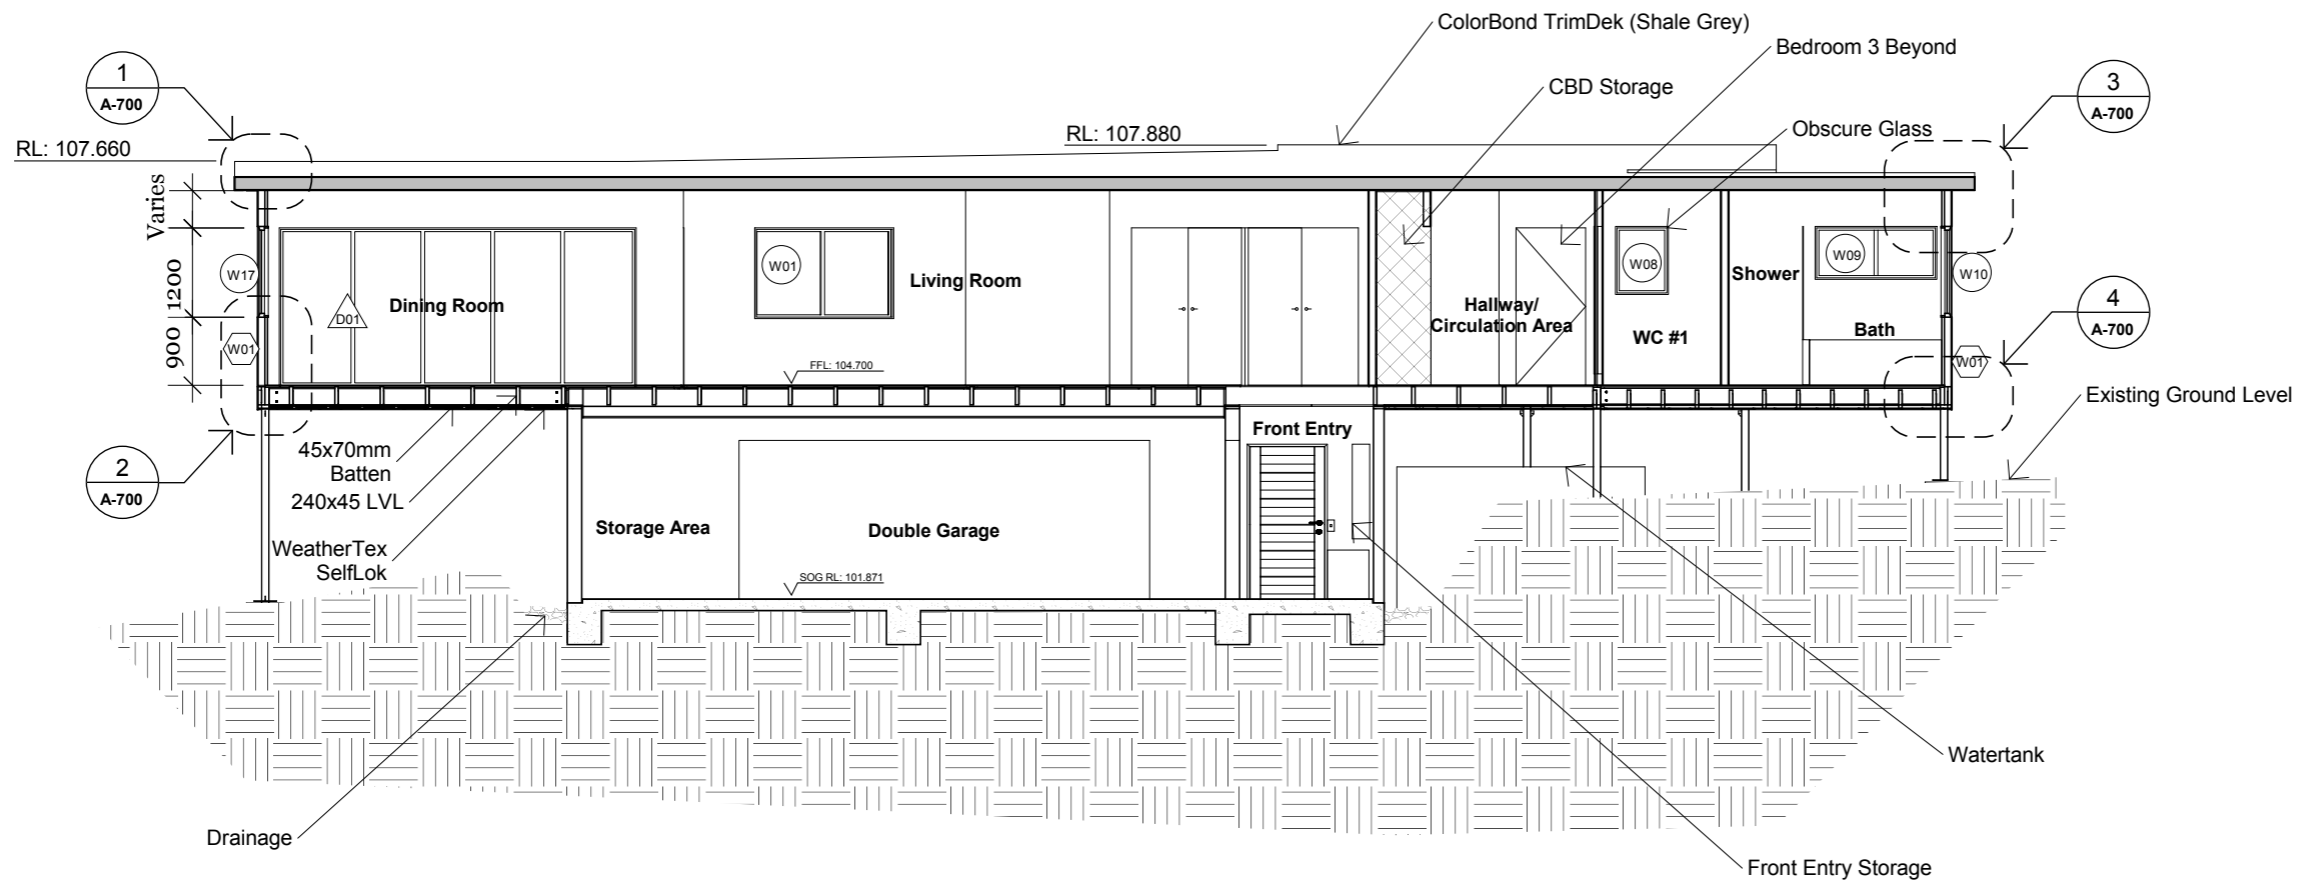 ColorBond TrimDek (Shale Grey)
Bedroom 3 Beyond
1
A-700
3
A-700
CBD Storage
Obscure Glass
RL: 107.660
RL: 107.880
Varies
1200
900
W17
W01
D01
Dining Room
W01
Living Room
FFL: 104.700
Hallway/
Circulation Area
W08
WC #1
Shower
W09
Bath
W10
W01
4
A-700
Existing Ground Level
2
A-700
45x70mm
Batten
240x45 LVL
WeatherTex
SelfLok
Front Entry
Storage Area
Double Garage
SOG RL: 101.871
Drainage
Watertank
Front Entry Storage